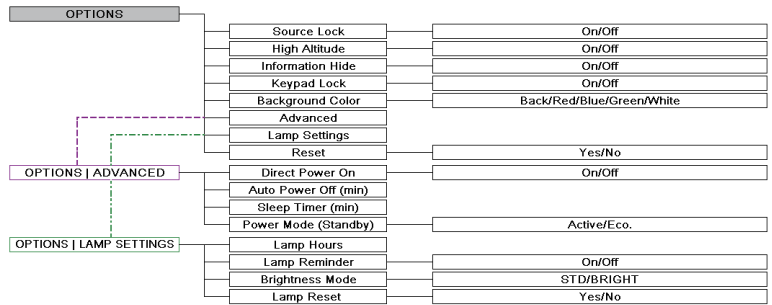 OPTIONS
Source Lock On/Off
High Altitude On/Off
Information Hide On/Off
Keypad Lock On/Off
Background Color Back/Red/Blue/Green/White
Advanced
Lamp Settings
Reset Yes/No
OPTIONS | ADVANCED Direct Power On On/Off
Auto Power Off (min)
Sleep Timer (min)
Power Mode (Standby) Active/Eco.
OPTIONS | LAMP SETTINGS Lamp Hours
Lamp Reminder On/Off
Brightness Mode STD/BRIGHT
Lamp Reset Yes/No